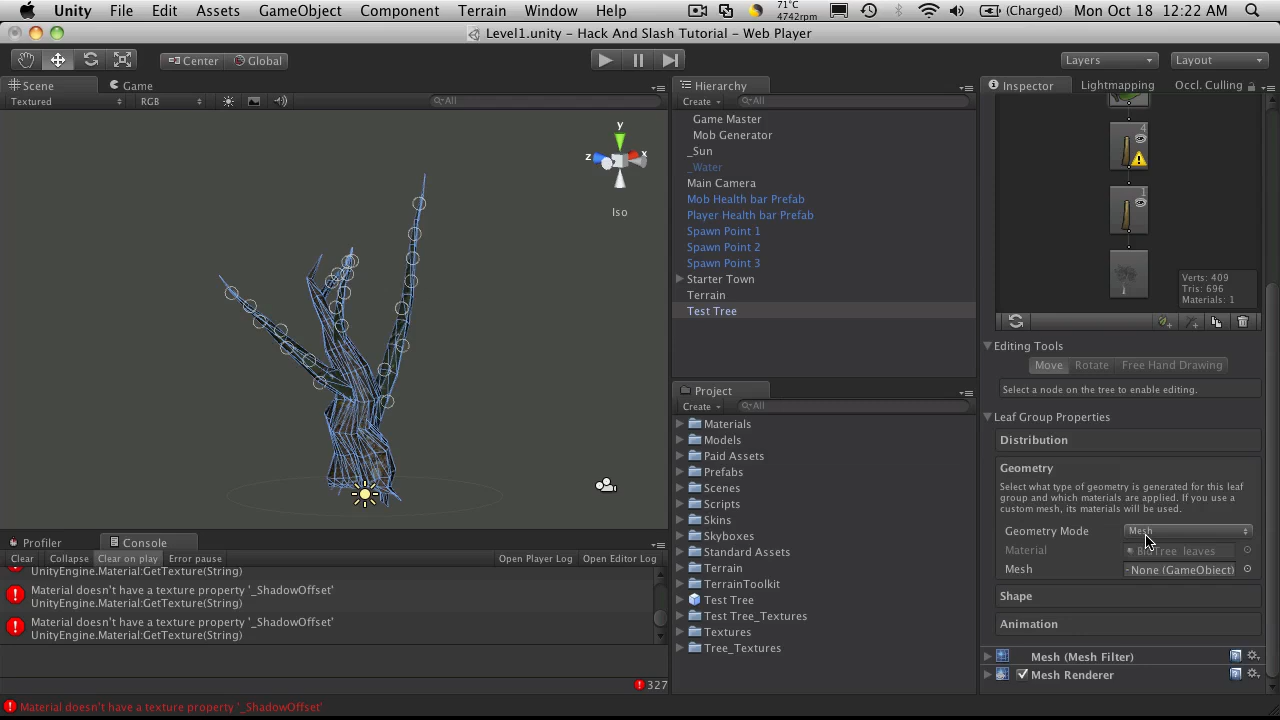 Unity File Edit Assets GameObject Component Terrain Window Help 71°C 4742rpm (Charged) Mon Oct 18 12:22 AM
Level1.unity - Hack And Slash Tutorial - Web Player
Center Global Layers Layout
Scene Game
Textured RGB All
y
z x
Iso
Hierarchy
Create All
Game Master
Mob Generator
_Sun
_Water
Main Camera
Mob Health bar Prefab
Player Health bar Prefab
Spawn Point 1
Spawn Point 2
Spawn Point 3
Starter Town
Terrain
Test Tree
Project
Create All
Materials
Models
Paid Assets
Prefabs
Scenes
Scripts
Skins
Skyboxes
Standard Assets
Terrain
TerrainToolkit
Test Tree
Test Tree_Textures
Textures
Tree_Textures
Inspector Lightmapping Occl. Culling
4
1
Verts: 409
Tris: 696
Materials: 1
Editing Tools
Move Rotate Free Hand Drawing
Select a node on the tree to enable editing.
Leaf Group Properties
Distribution
Geometry
Select what type of geometry is generated for this leaf
group and which materials are applied. If you use a
custom mesh, its materials will be used.
Geometry Mode Mesh
Material leaves
Mesh None (GameObject)
Shape
Animation
Mesh (Mesh Filter)
Mesh Renderer
Profiler Console
Clear Collapse Clear on play Error pause Open Player Log Open Editor Log
UnityEngine.Material:GetTexture(String)
Material doesn't have a texture property '_ShadowOffset'
UnityEngine.Material:GetTexture(String)
Material doesn't have a texture property '_ShadowOffset'
UnityEngine.Material:GetTexture(String)
327
Material doesn't have a texture property '_ShadowOffset'